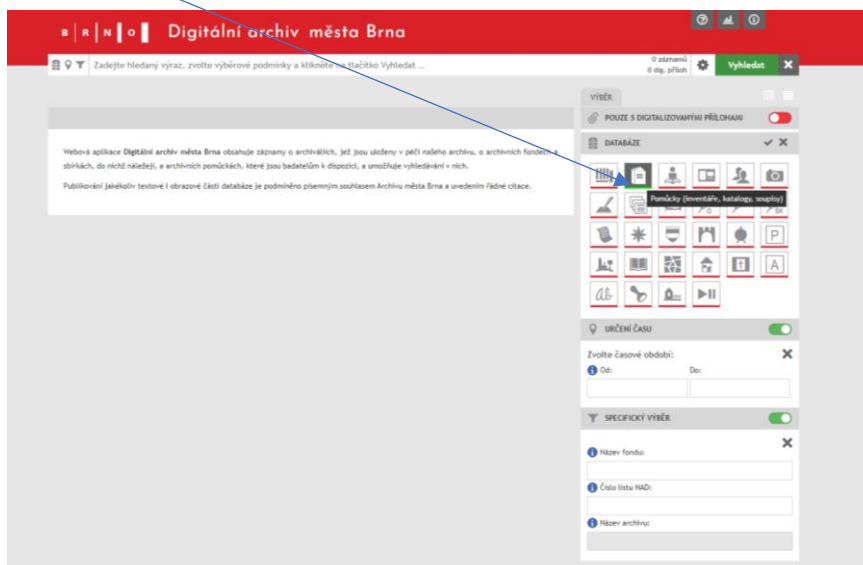 B R N O Digitální archiv města Brna
Zadejte hledaný výraz, zvolte výběrové podmínky a klikněte na tlačítko Vyhledat ...
0 záznamů
0 dig. příloh
Vyhledat
VÝBĚR
POUZE S DIGITALIZOVANÝMI PŘÍLOHAMI
DATABÁZE
Webová aplikace Digitální archiv města Brna obsahuje záznamy o archiváliích, jež jsou uloženy v péči našeho archivu, o archivních fondech a
sbírkách, do nichž náležejí, a archivních pomůckách, které jsou badatelům k dispozici, a umožňuje vyhledávání v nich.
Publikování jakékoliv textové i obrazové části databáze je podmíněno písemným souhlasem Archivu města Brna a uvedením řádné citace.
Pomůcky (inventáře, katalogy, soupisy)
P
A
ab
URČENÍ ČASU
Zvolte časové období:
Od: Do:
SPECIFICKÝ VÝBĚR
Název fondu:
Číslo listu NAD:
Název archivu: